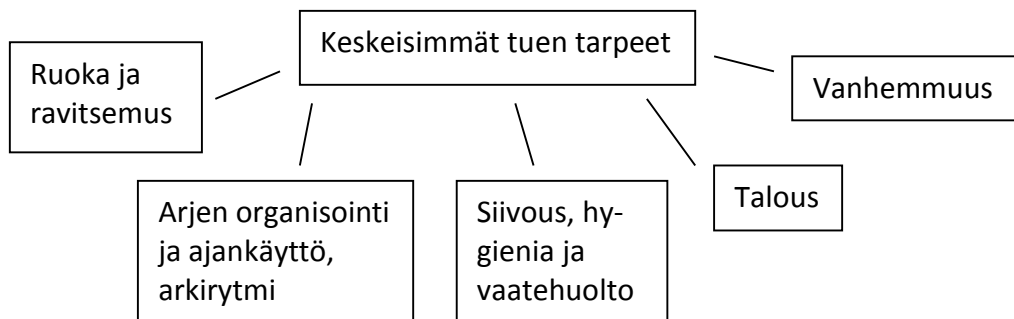 Keskeisimmät tuen tarpeet
Ruoka ja
ravitsemus
Vanhemmuus
Arjen organisointi
ja ajankäyttö,
arkirytmi
Siivous, hy-
gienia ja
vaatehuolto
Talous